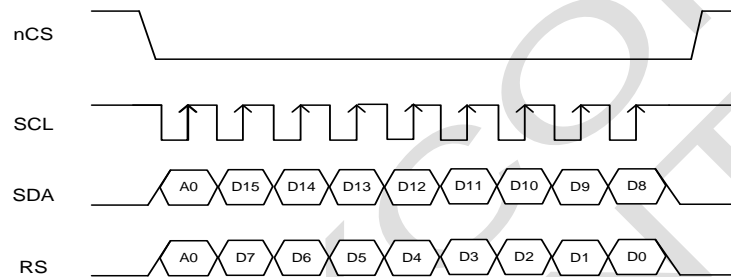 nCS
SCL
SDA A0 D15 D14 D13 D12 D11 D10 D9 D8
RS A0 D7 D6 D5 D4 D3 D2 D1 D0